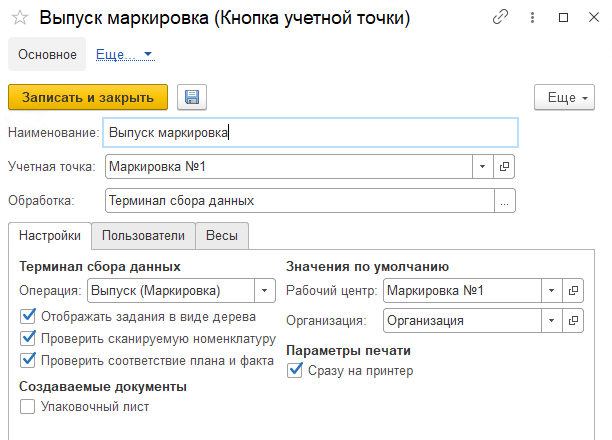 Выпуск маркировка (Кнопка учетной точки)
Основное Еще...
Записать и закрыть Еще
Наименование: Выпуск маркировка
Учетная точка: Маркировка №1
Обработка: Терминал сбора данных ...
Настройки Пользователи Весы
Терминал сбора данных Значения по умолчанию
Операция: Выпуск (Маркировка) Рабочий центр: Маркировка №1
Отображать задания в виде дерева Организация: Организация
Проверить сканируемую номенклатуру
Проверить соответствие плана и факта Параметры печати
Сразу на принтер
Создаваемые документы
Упаковочный лист